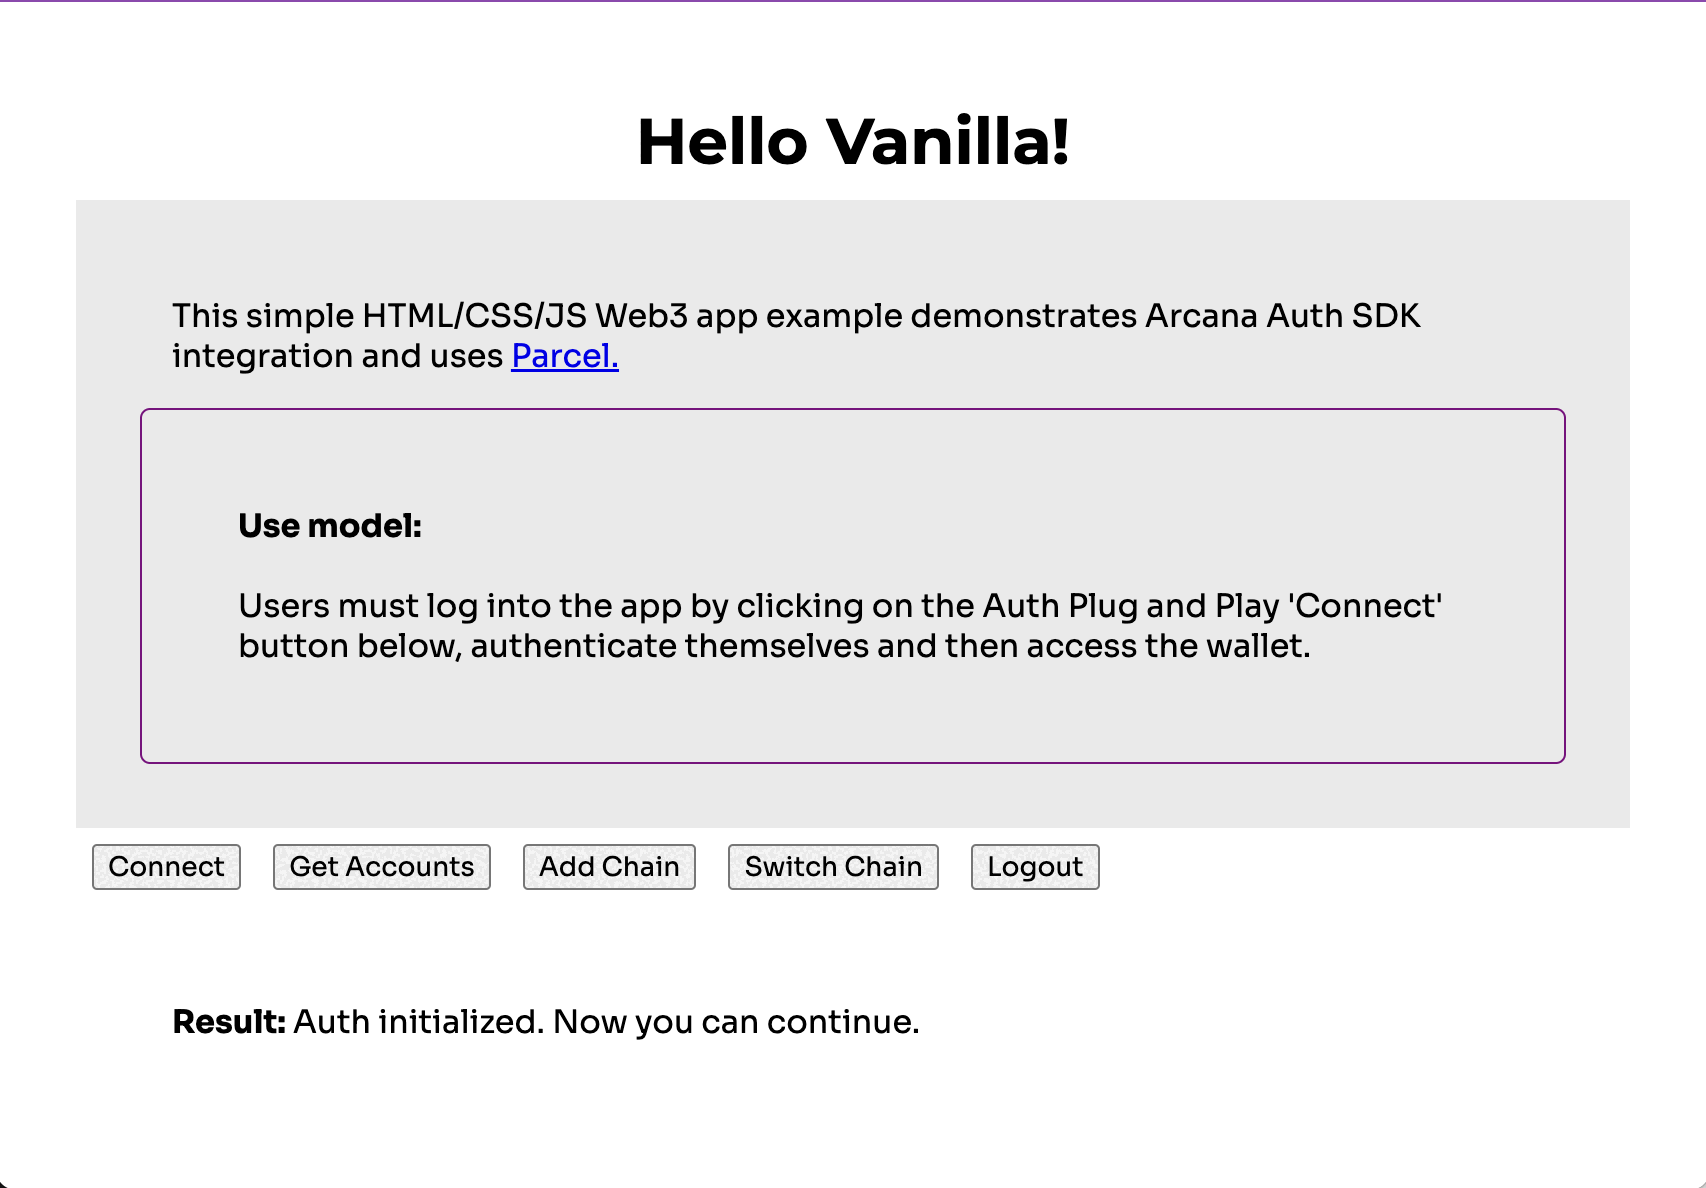 Hello Vanilla!
This simple HTML/CSS/JS Web3 app example demonstrates Arcana Auth SDK
integration and uses Parcel.
Use model:
Users must log into the app by clicking on the Auth Plug and Play 'Connect'
button below, authenticate themselves and then access the wallet.
Connect Get Accounts Add Chain Switch Chain Logout
Result: Auth initialized. Now you can continue.